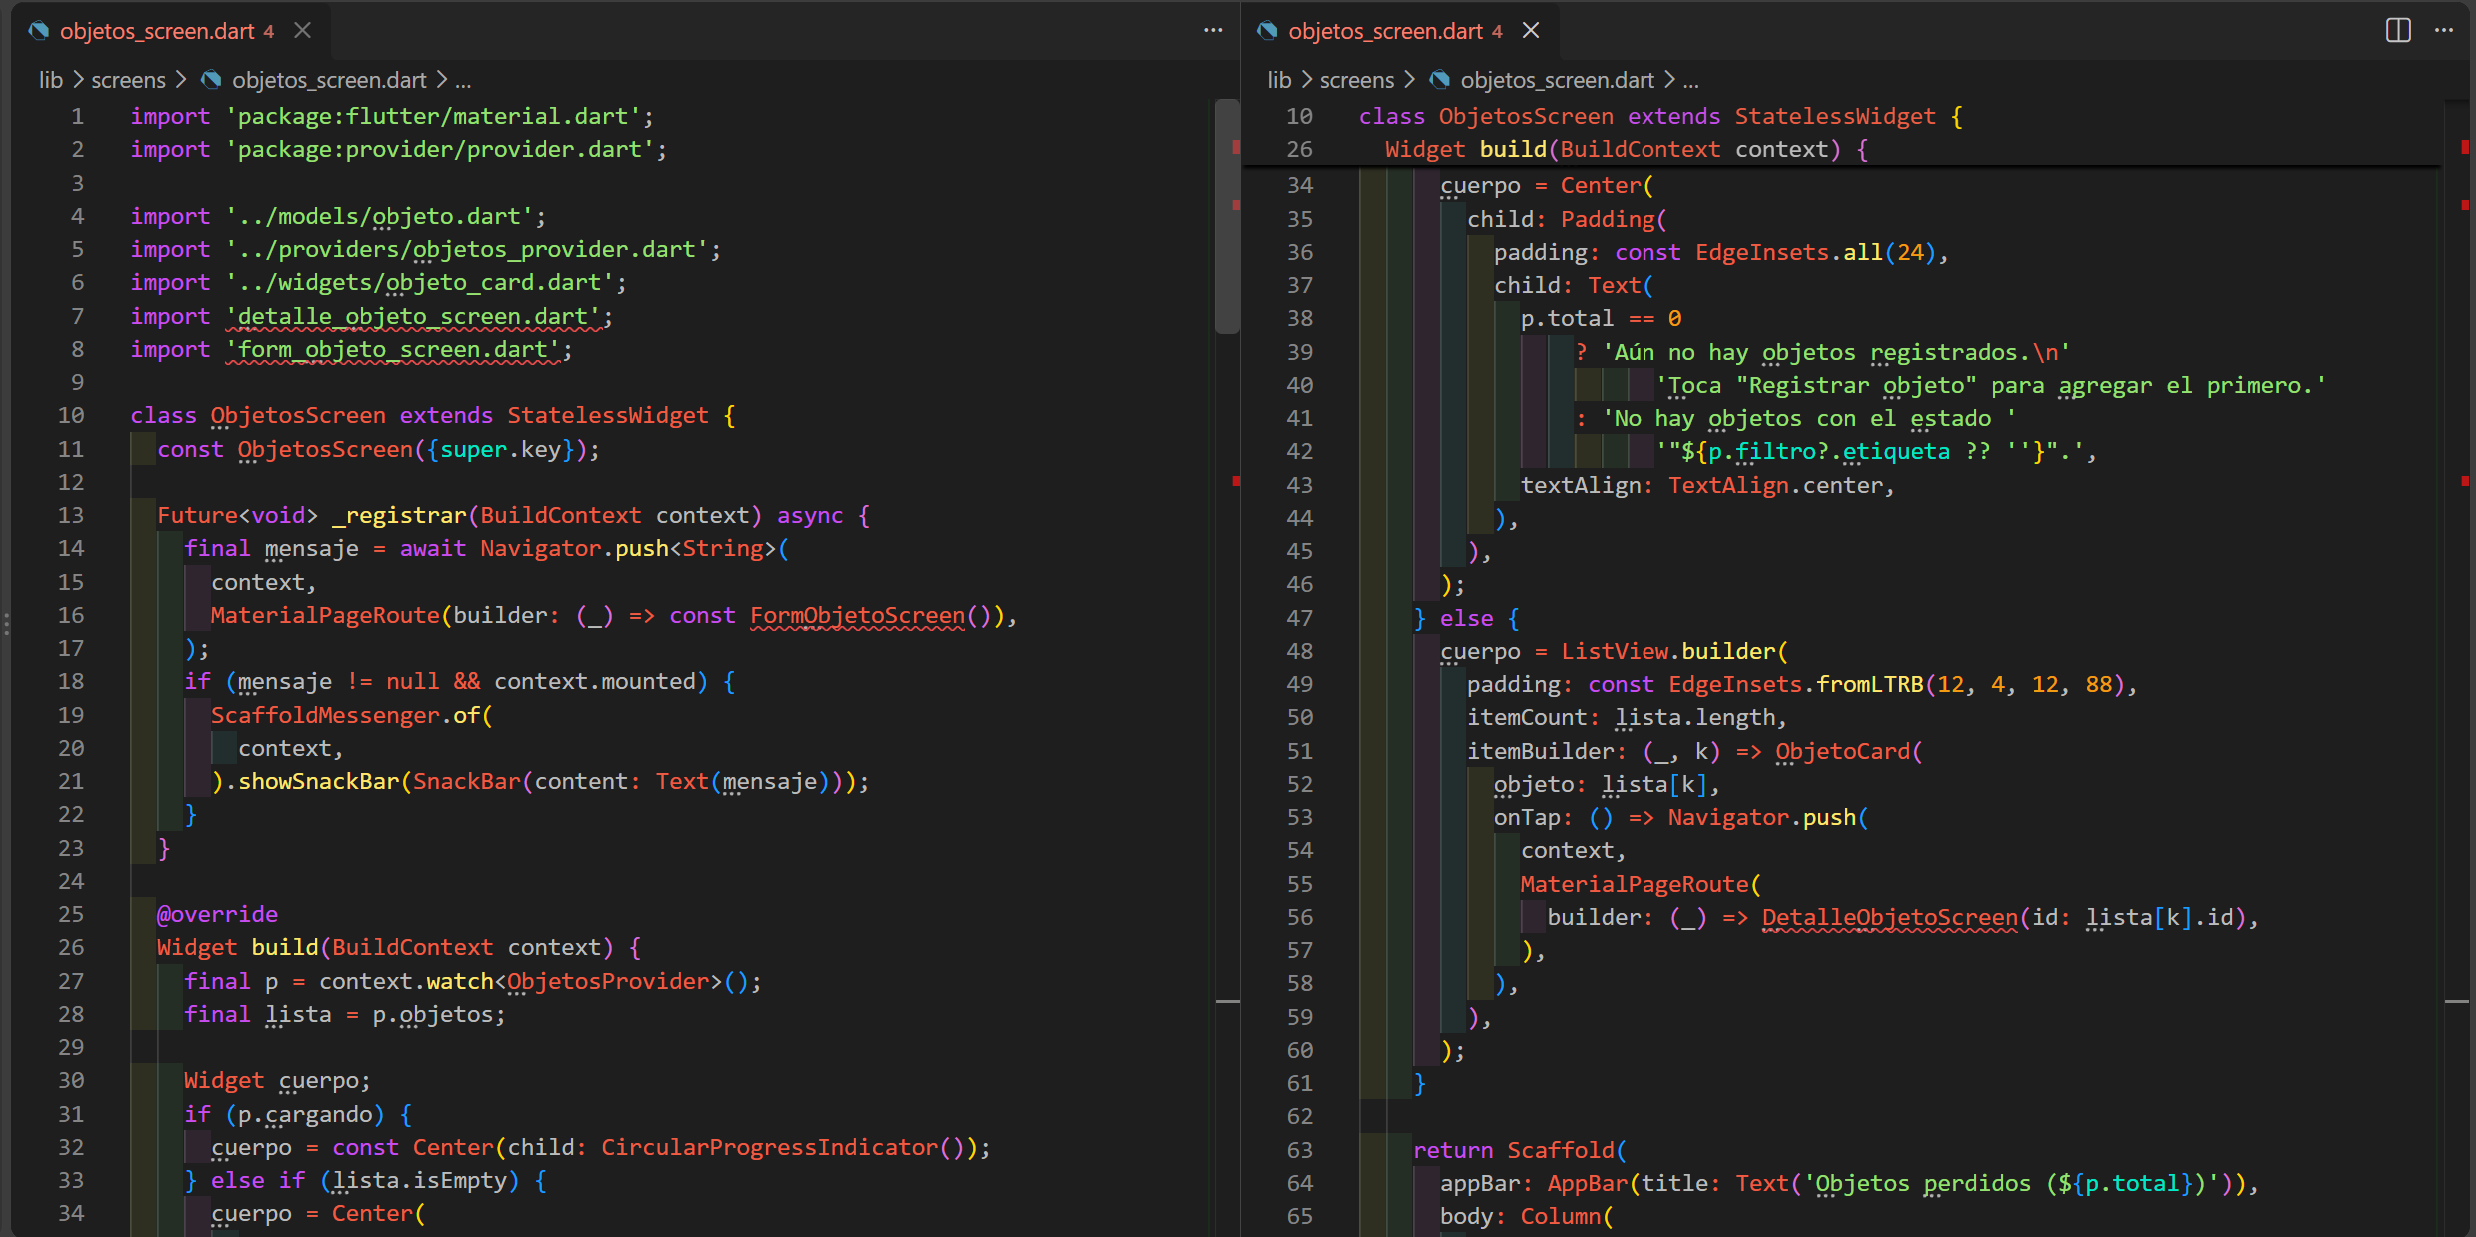 objetos_screen.dart 4
lib > screens > objetos_screen.dart > ...
1 import 'package:flutter/material.dart';
2 import 'package:provider/provider.dart';
3
4 import '../models/objeto.dart';
5 import '../providers/objetos_provider.dart';
6 import '../widgets/objeto_card.dart';
7 import 'detalle_objeto_screen.dart';
8 import 'form_objeto_screen.dart';
9
10 class ObjetosScreen extends StatelessWidget {
11   const ObjetosScreen({super.key});
12
13   Future<void> _registrar(BuildContext context) async {
14     final mensaje = await Navigator.push<String>(
15       context,
16       MaterialPageRoute(builder: (_) => const FormObjetoScreen()),
17     );
18     if (mensaje != null && context.mounted) {
19       ScaffoldMessenger.of(
20         context,
21       ).showSnackBar(SnackBar(content: Text(mensaje)));
22     }
23   }
24
25   @override
26   Widget build(BuildContext context) {
27     final p = context.watch<ObjetosProvider>();
28     final lista = p.objetos;
29
30     Widget cuerpo;
31     if (p.cargando) {
32       cuerpo = const Center(child: CircularProgressIndicator());
33     } else if (lista.isEmpty) {
34       cuerpo = Center(
objetos_screen.dart 4
lib > screens > objetos_screen.dart > ...
10 class ObjetosScreen extends StatelessWidget {
26   Widget build(BuildContext context) {
34       cuerpo = Center(
35         child: Padding(
36           padding: const EdgeInsets.all(24),
37           child: Text(
38             p.total == 0
39                 ? 'Aún no hay objetos registrados.\n'
40                       'Toca "Registrar objeto" para agregar el primero.'
41                 : 'No hay objetos con el estado '
42                       '"${p.filtro?.etiqueta ?? ''}".',
43             textAlign: TextAlign.center,
44           ),
45         ),
46       );
47     } else {
48       cuerpo = ListView.builder(
49         padding: const EdgeInsets.fromLTRB(12, 4, 12, 88),
50         itemCount: lista.length,
51         itemBuilder: (_, k) => ObjetoCard(
52           objeto: lista[k],
53           onTap: () => Navigator.push(
54             context,
55             MaterialPageRoute(
56               builder: (_) => DetalleObjetoScreen(id: lista[k].id),
57             ),
58           ),
59         ),
60       );
61     }
62
63     return Scaffold(
64       appBar: AppBar(title: Text('Objetos perdidos (${p.total})')),
65       body: Column(